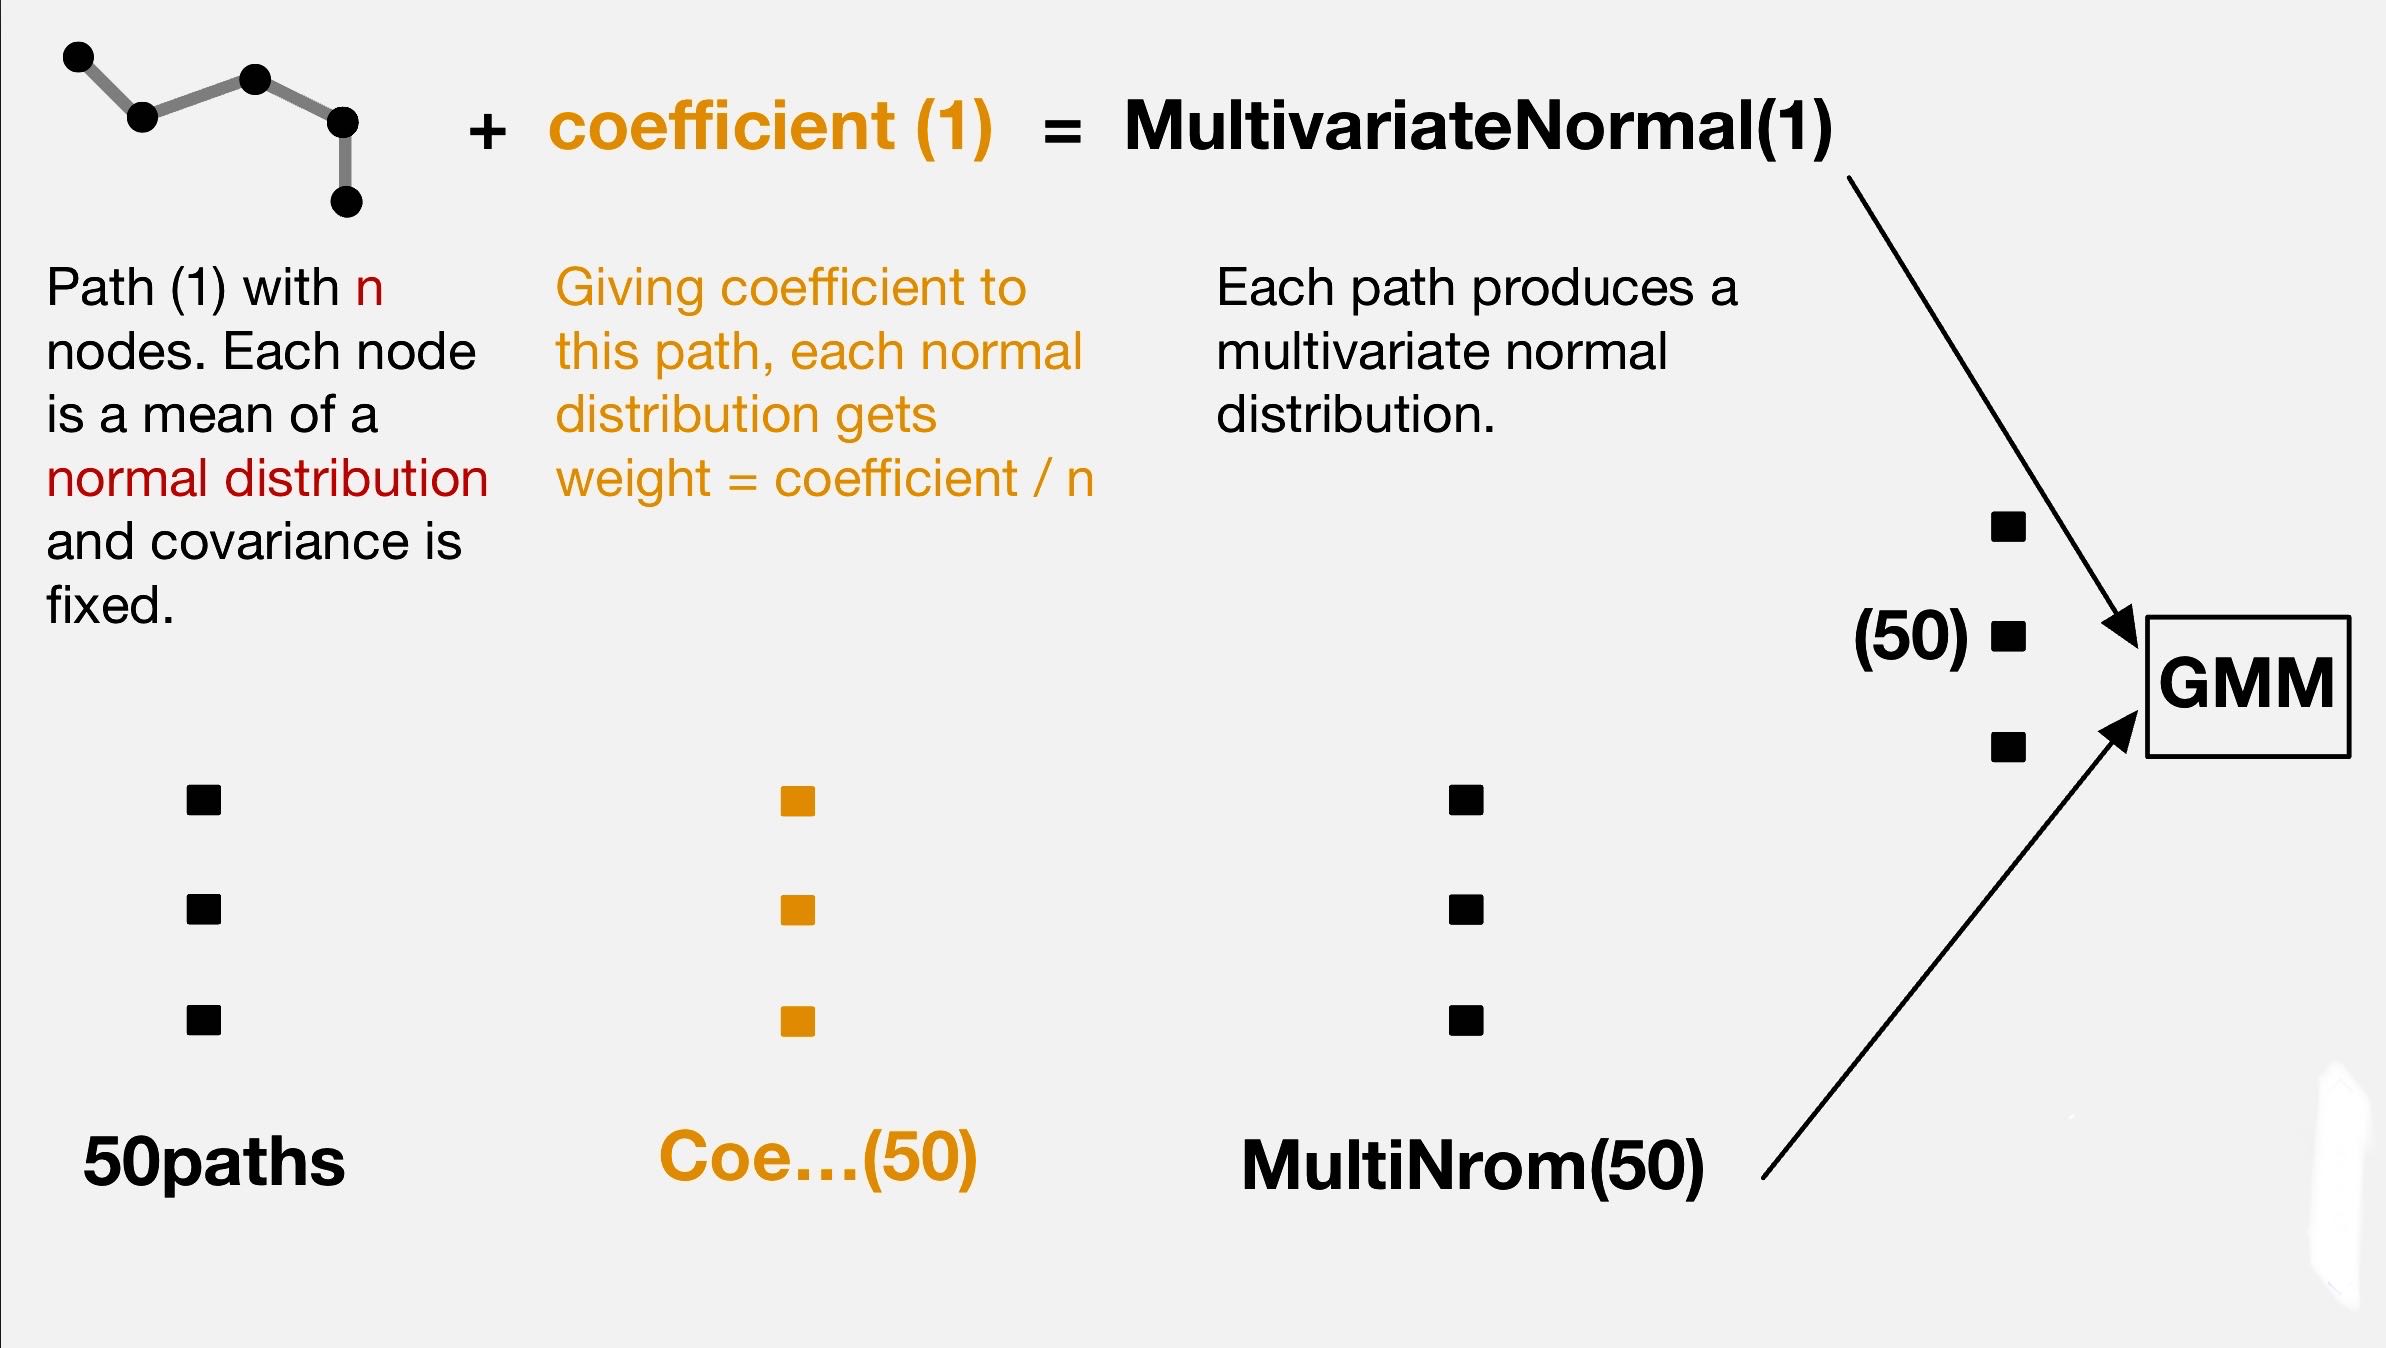 + coefficient (1) = MultivariateNormal(1)
Path (1) with n
nodes. Each node
is a mean of a
normal distribution
and covariance is
fixed.
Giving coefficient to
this path, each normal
distribution gets
weight = coefficient / n
Each path produces a
multivariate normal
distribution.
(50)
GMM
50paths
Coe...(50)
MultiNrom(50)